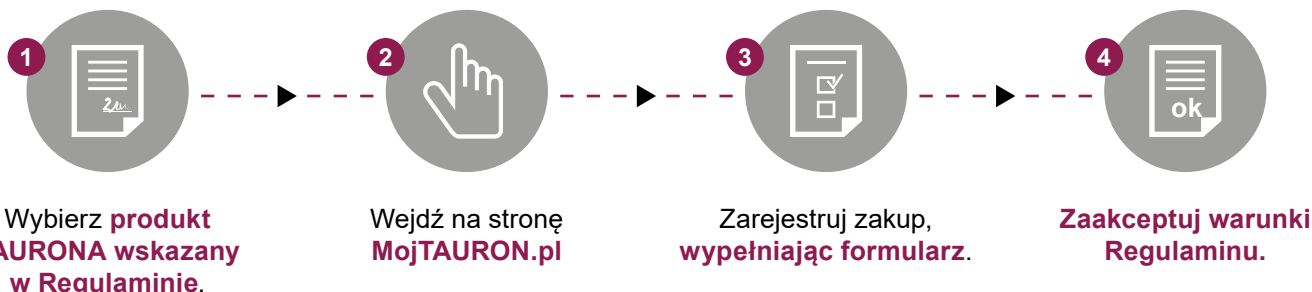 1
2
3
4
ok
Wybierz produkt
AURONA wskazany
w Regulaminie.
Wejdź na stronę
MojTAURON.pl
Zarejestruj zakup,
wypełniając formularz.
Zaakceptuj warunki
Regulaminu.